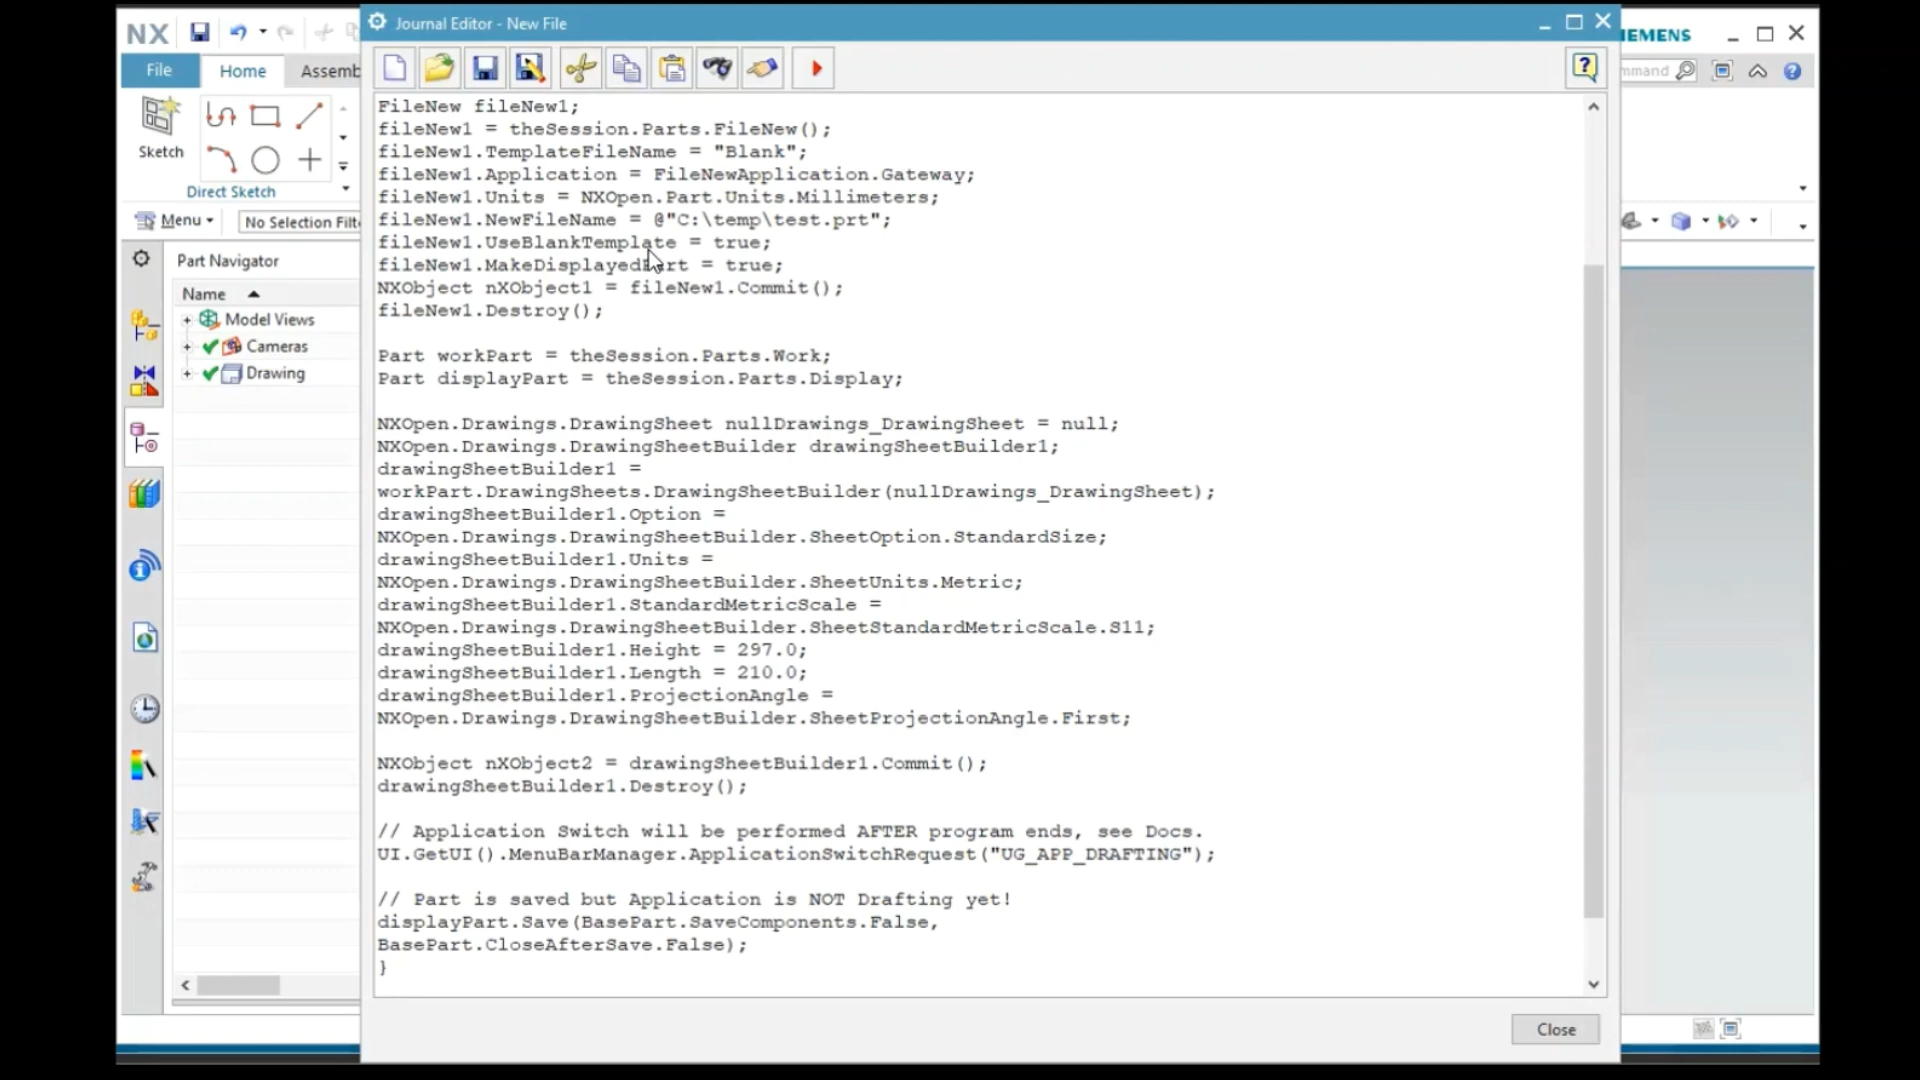 NX
Journal Editor - New File
IEMENS
File
Home
Assemb
mmand
Sketch
Direct Sketch
Menu
No Selection Filt
Part Navigator
Name
Model Views
Cameras
Drawing
FileNew fileNew1;
fileNew1 = theSession.Parts.FileNew();
fileNew1.TemplateFileName = "Blank";
fileNew1.Application = FileNewApplication.Gateway;
fileNew1.Units = NXOpen.Part.Units.Millimeters;
fileNew1.NewFileName = @"C:\temp\test.prt";
fileNew1.UseBlankTemplate = true;
fileNew1.MakeDisplayedPart = true;
NXObject nXObject1 = fileNew1.Commit();
fileNew1.Destroy();
Part workPart = theSession.Parts.Work;
Part displayPart = theSession.Parts.Display;
NXOpen.Drawings.DrawingSheet nullDrawings_DrawingSheet = null;
NXOpen.Drawings.DrawingSheetBuilder drawingSheetBuilder1;
drawingSheetBuilder1 =
workPart.DrawingSheets.DrawingSheetBuilder(nullDrawings_DrawingSheet);
drawingSheetBuilder1.Option =
NXOpen.Drawings.DrawingSheetBuilder.SheetOption.StandardSize;
drawingSheetBuilder1.Units =
NXOpen.Drawings.DrawingSheetBuilder.SheetUnits.Metric;
drawingSheetBuilder1.StandardMetricScale =
NXOpen.Drawings.DrawingSheetBuilder.SheetStandardMetricScale.S11;
drawingSheetBuilder1.Height = 297.0;
drawingSheetBuilder1.Length = 210.0;
drawingSheetBuilder1.ProjectionAngle =
NXOpen.Drawings.DrawingSheetBuilder.SheetProjectionAngle.First;
NXObject nXObject2 = drawingSheetBuilder1.Commit();
drawingSheetBuilder1.Destroy();
// Application Switch will be performed AFTER program ends, see Docs.
UI.GetUI().MenuBarManager.ApplicationSwitchRequest("UG_APP_DRAFTING");
// Part is saved but Application is NOT Drafting yet!
displayPart.Save(BasePart.SaveComponents.False,
BasePart.CloseAfterSave.False);
}
Close